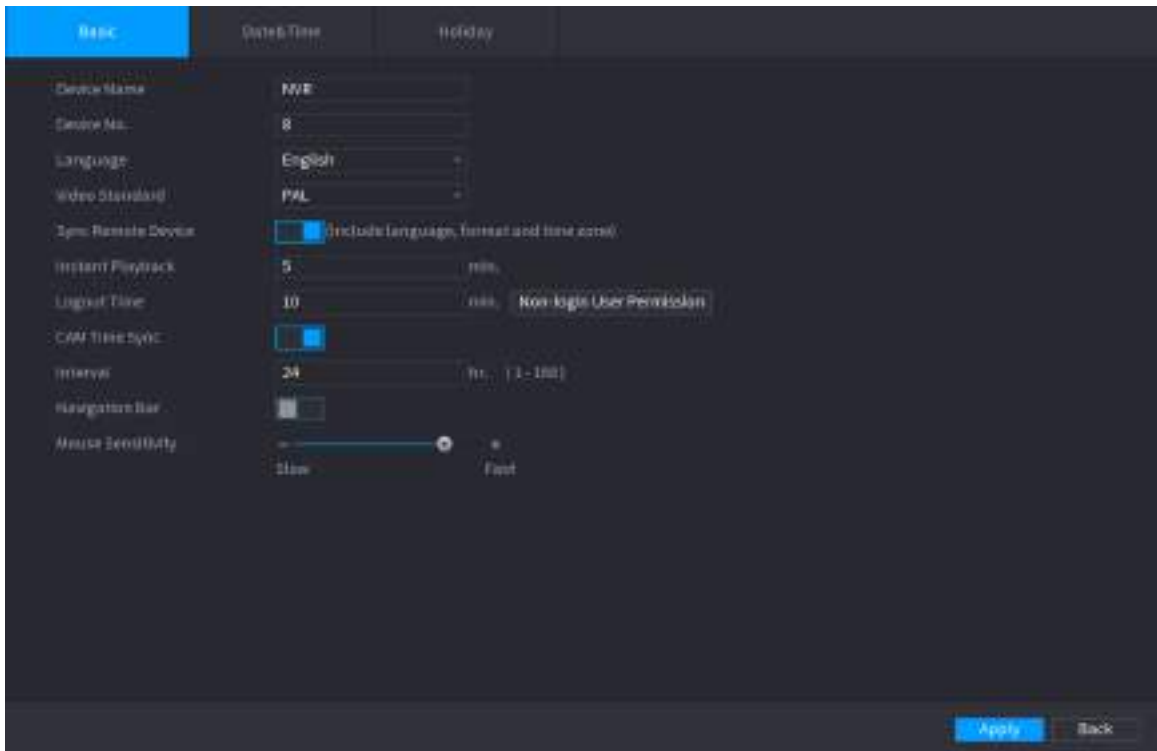 Basic Date&Time Holiday
Device Name NVR
Device No. 8
Language English
Video Standard PAL
Sync Remote Device (Include language, format and time zone)
Instant Playback 5 min.
Logout Time 10 min. Non-login User Permission
CAM Time Sync
Interval 24 hr. (1-168)
Navigation Bar
Mouse Sensitivity
Slow Fast
Apply Back